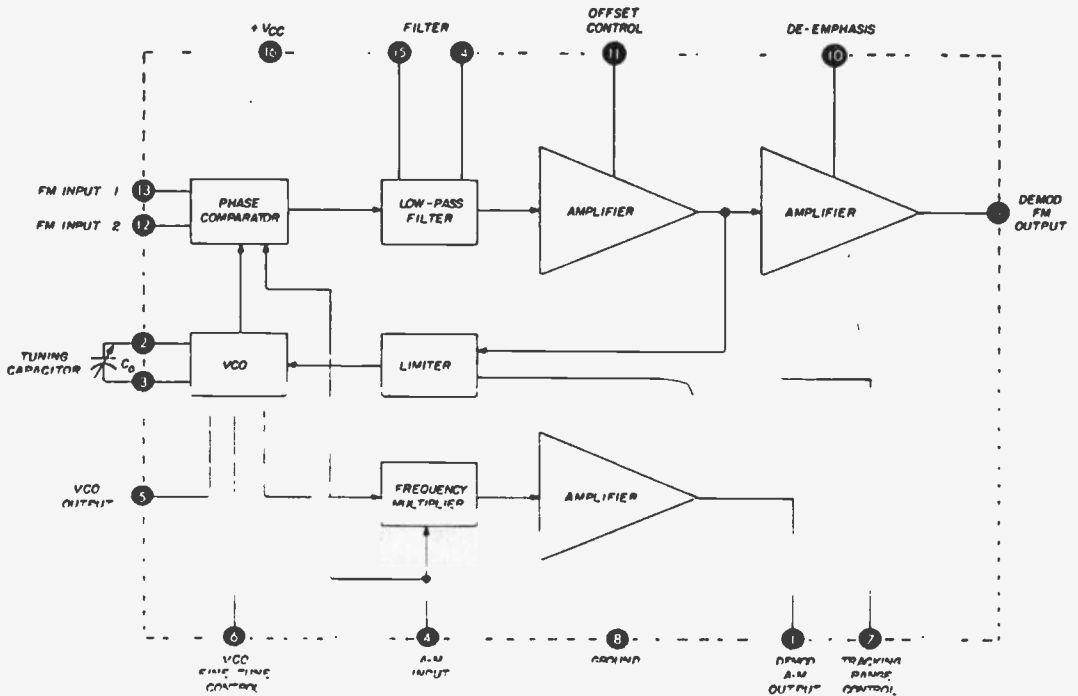 + VCC
FILTER
OFFSET
CONTROL
DE-EMPHASIS
16
15
14
11
10
FM INPUT 1
13
FM INPUT 2
12
PHASE
COMPARATOR
LOW-PASS
FILTER
AMPLIFIER
AMPLIFIER
DEMOD
FM
OUTPUT
TUNING
CAPACITOR
Co
2
3
VCO
LIMITER
VCO
OUTPUT
5
FREQUENCY
MULTIPLIER
AMPLIFIER
6
4
8
1
7
VCO
FINE-TUNE
CONTROL
A-M
INPUT
GROUND
DEMOD
A-M
OUTPUT
TRACKING
RANGE
CONTROL